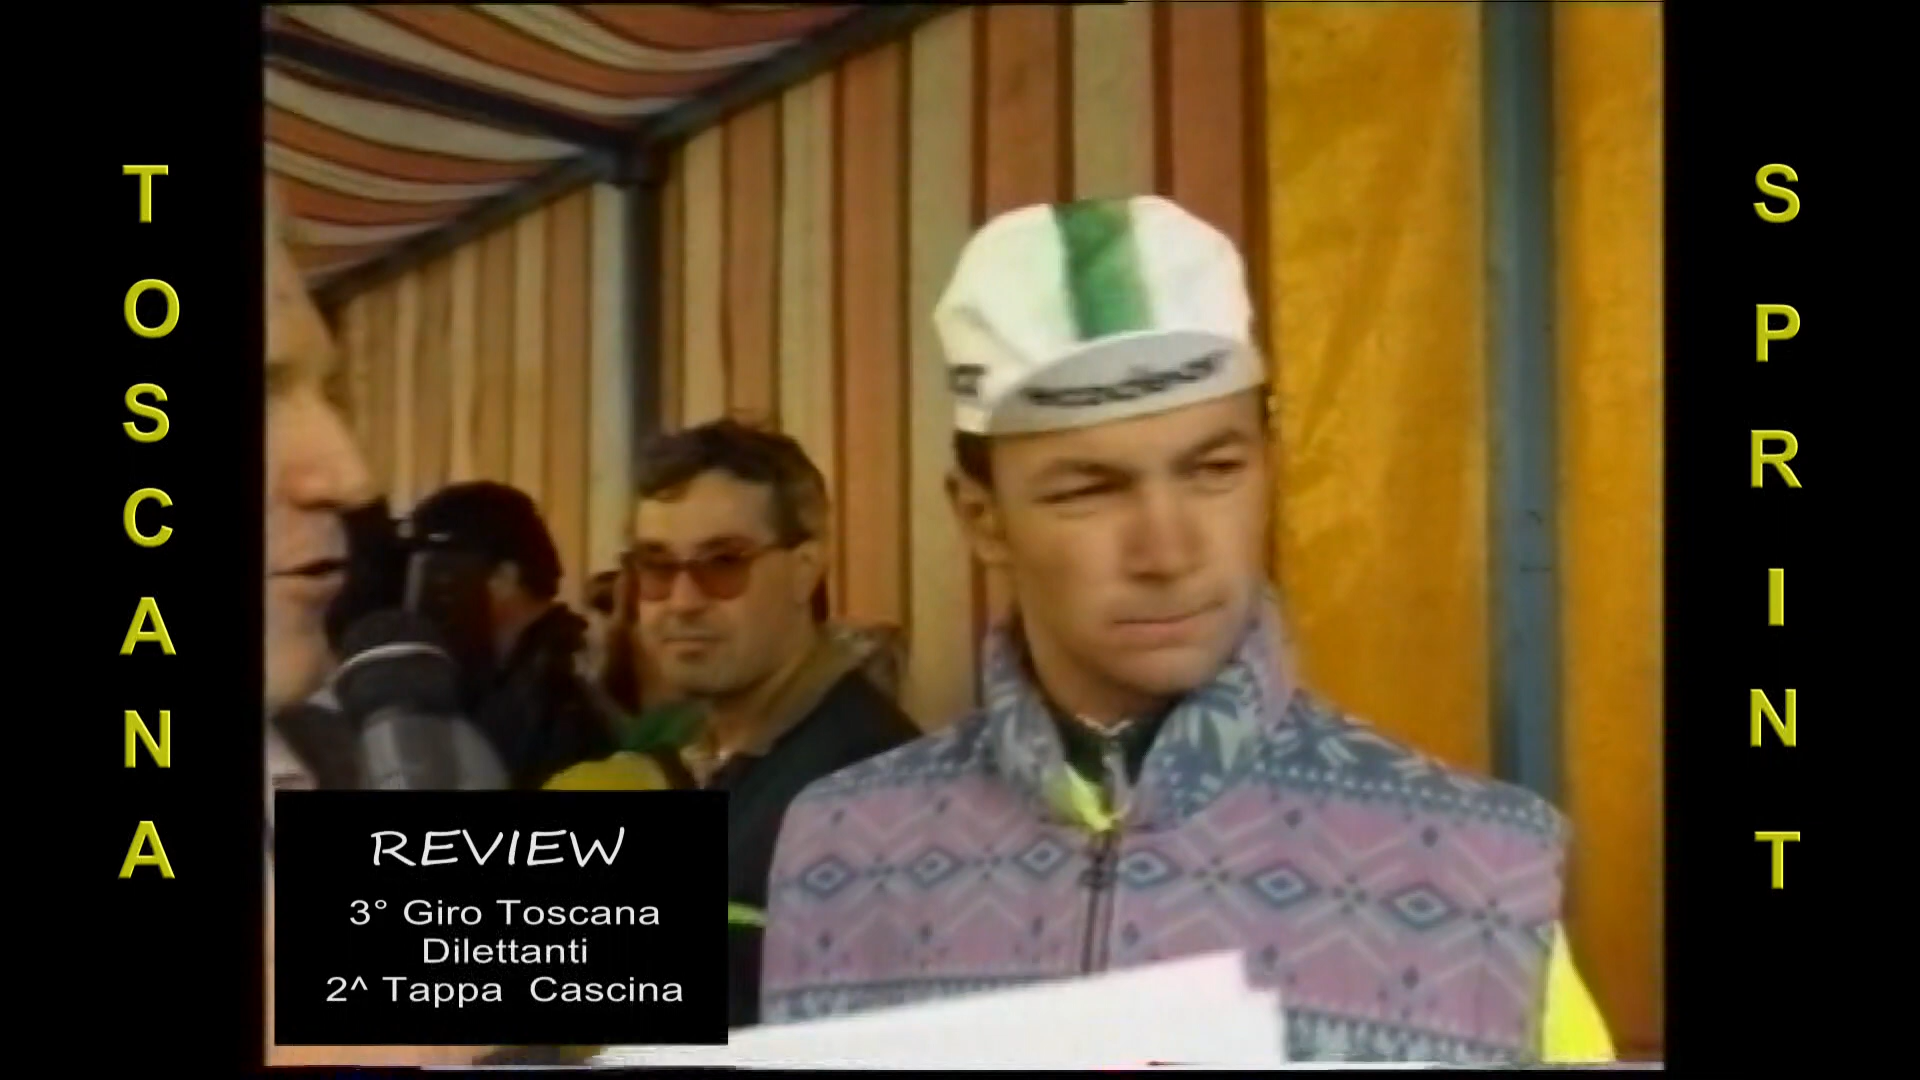 TOSCANA
SPRINT
REVIEW
3° Giro Toscana
Dilettanti
2^ Tappa Cascina